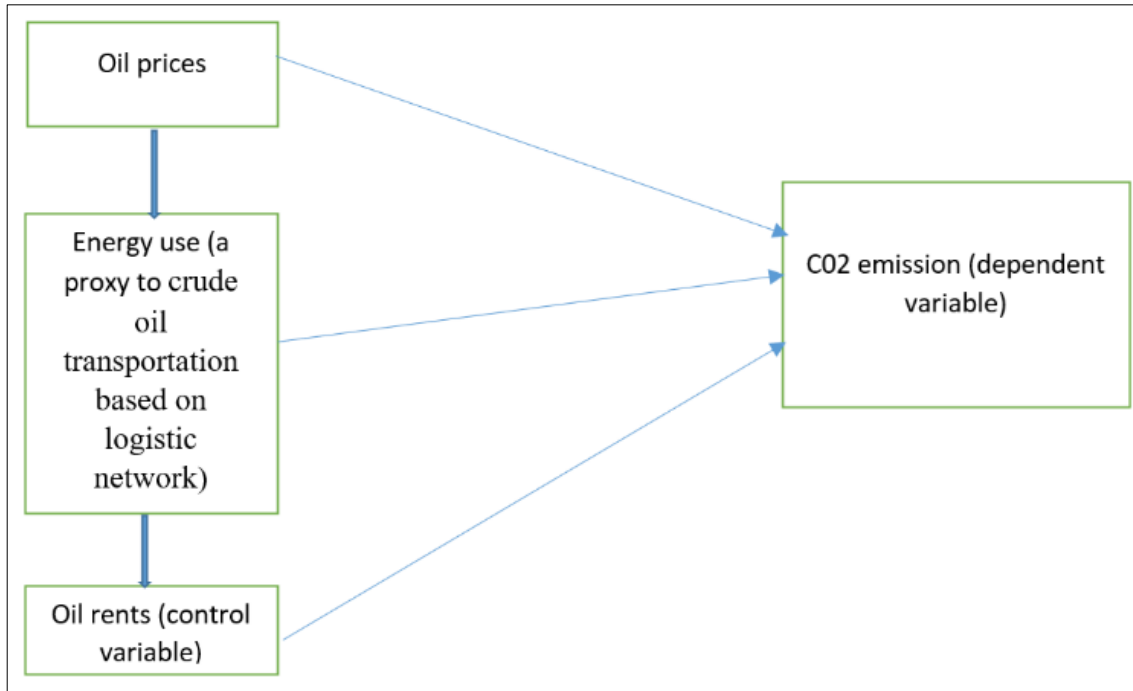 Oil prices
Energy use (a
proxy to crude
oil
transportation
based on
logistic
network)
Oil rents (control
variable)
C02 emission (dependent
variable)